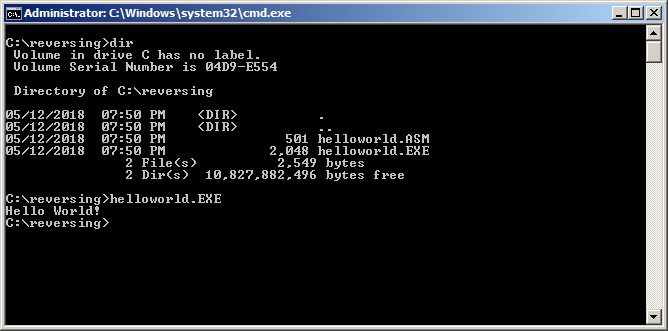 Administrator: C:\Windows\system32\cmd.exe
C:\reversing>dir
 Volume in drive C has no label.
 Volume Serial Number is 04D9-E554

 Directory of C:\reversing

05/12/2018  07:50 PM    <DIR>          .
05/12/2018  07:50 PM    <DIR>          ..
05/12/2018  07:50 PM               501 helloworld.ASM
05/12/2018  07:50 PM             2,048 helloworld.EXE
               2 File(s)          2,549 bytes
               2 Dir(s)  10,827,882,496 bytes free

C:\reversing>helloworld.EXE
Hello World!
C:\reversing>